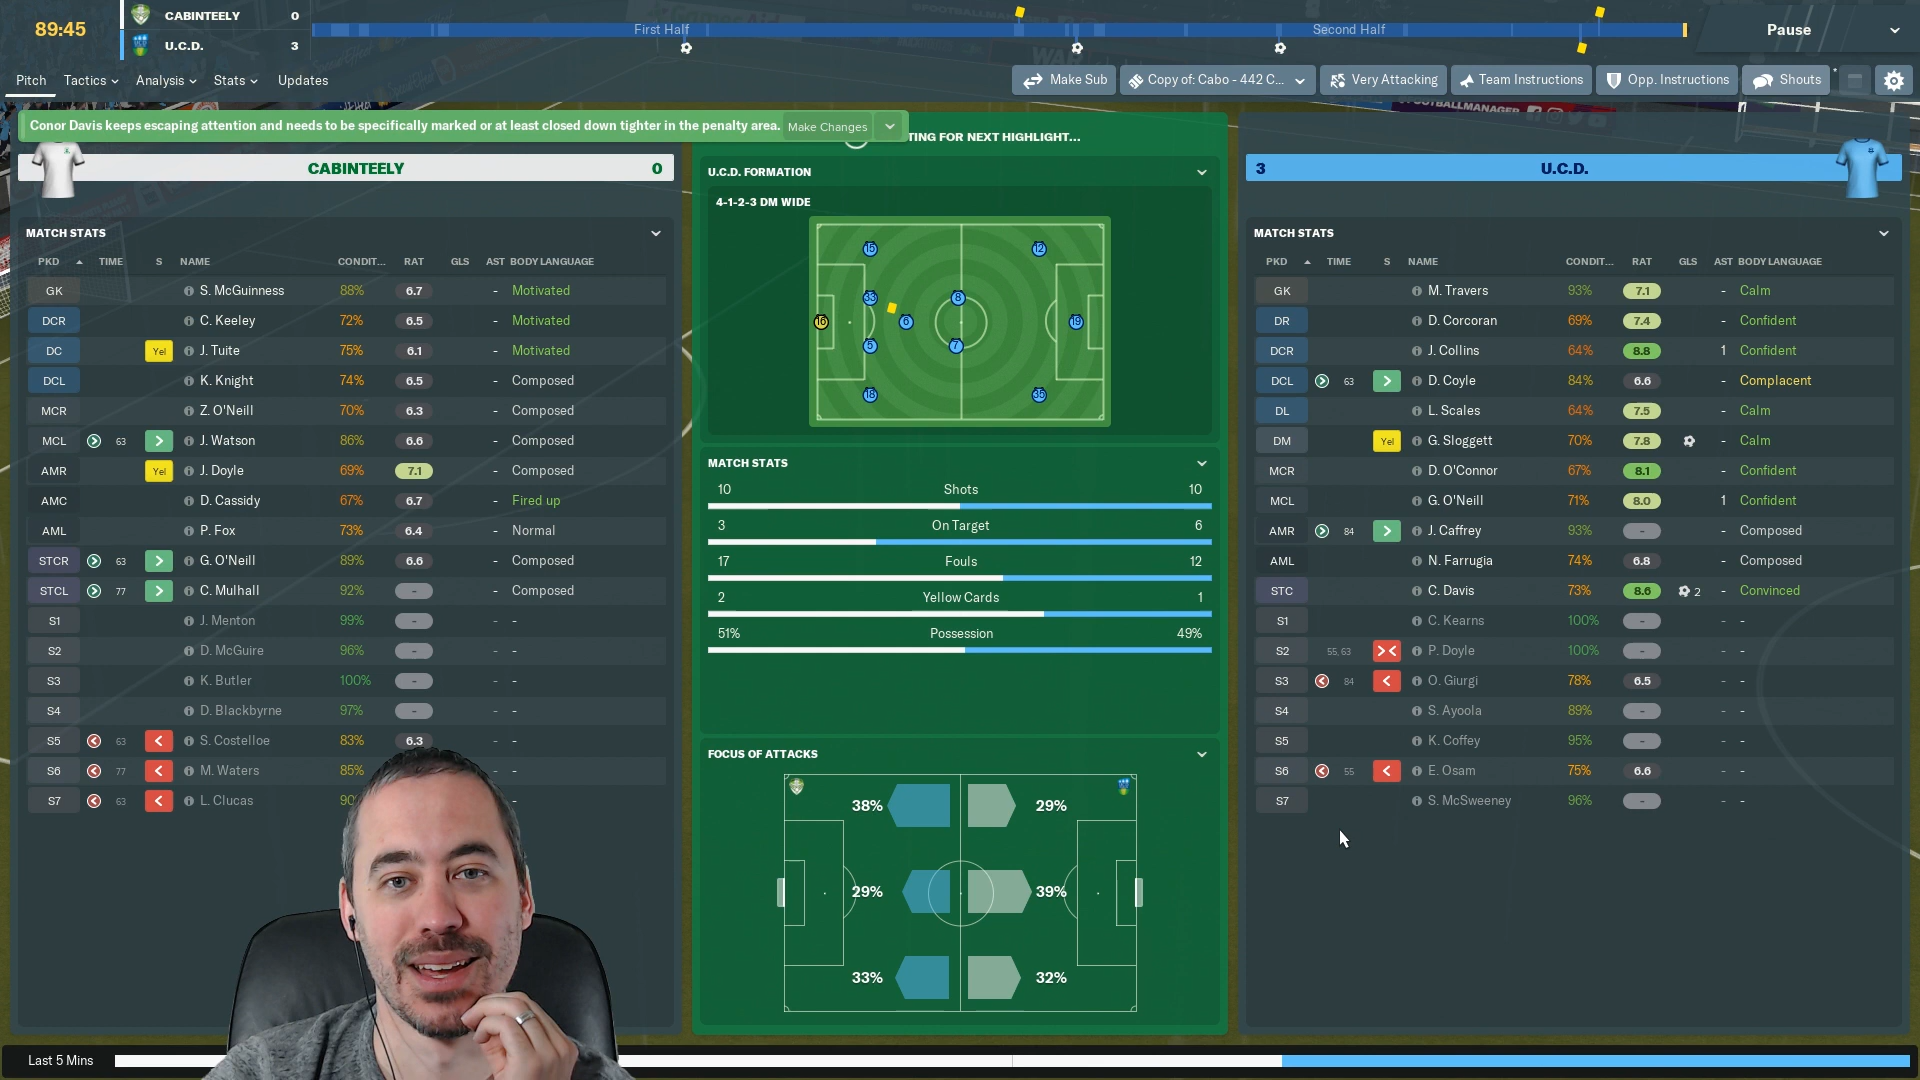 89:45
CABINTEELY 0
U.C.D. 3
First Half
Second Half
Pause
Pitch Tactics Analysis Stats Updates
Make Sub Copy of: Cabo - 442 C... Very Attacking Team Instructions Opp. Instructions Shouts
Conor Davis keeps escaping attention and needs to be specifically marked or at least closed down tighter in the penalty area. Make Changes
TING FOR NEXT HIGHLIGHT...
CABINTEELY 0
MATCH STATS
PKD TIME S NAME CONDIT... RAT GLS AST BODY LANGUAGE
GK S. McGuinness 88% 6.7 - Motivated
DCR C. Keeley 72% 6.5 - Motivated
DC Yel J. Tuite 75% 6.1 - Motivated
DCL K. Knight 74% 6.5 - Composed
MCR Z. O'Neill 70% 6.3 - Composed
MCL 63 J. Watson 86% 6.6 - Composed
AMR Yel J. Doyle 69% 7.1 - Composed
AMC D. Cassidy 67% 6.7 - Fired up
AML P. Fox 73% 6.4 - Normal
STCR 63 G. O'Neill 89% 6.6 - Composed
STCL 77 C. Mulhall 92% - - Composed
S1 J. Menton 99% - - -
S2 D. McGuire 96% - - -
S3 K. Butler 100% - - -
S4 D. Blackbyrne 97% - - -
S5 63 S. Costelloe 83% 6.3 - -
S6 77 M. Waters 85% -
S7 63 L. Clucas 90 -
U.C.D. FORMATION
4-1-2-3 DM WIDE
15 12
33 8
16 6 19
5 7
18 35
MATCH STATS
10 Shots 10
3 On Target 6
17 Fouls 12
2 Yellow Cards 1
51% Possession 49%
FOCUS OF ATTACKS
38% 29%
29% 39%
33% 32%
3 U.C.D.
MATCH STATS
PKD TIME S NAME CONDIT... RAT GLS AST BODY LANGUAGE
GK M. Travers 93% 7.1 - Calm
DR D. Corcoran 69% 7.4 - Confident
DCR J. Collins 64% 8.8 1 Confident
DCL 63 D. Coyle 84% 6.6 - Complacent
DL L. Scales 64% 7.5 - Calm
DM Yel G. Sloggett 70% 7.8 - Calm
MCR D. O'Connor 67% 8.1 - Confident
MCL G. O'Neill 71% 8.0 1 Confident
AMR 84 J. Caffrey 93% - - Composed
AML N. Farrugia 74% 6.8 - Composed
STC C. Davis 73% 8.6 2 - Convinced
S1 C. Kearns 100% - - -
S2 55,63 P. Doyle 100% - - -
S3 84 O. Giurgi 78% 6.5 - -
S4 S. Ayoola 89% - - -
S5 K. Coffey 95% - - -
S6 55 E. Osam 75% 6.6 - -
S7 S. McSweeney 96% - - -
Last 5 Mins